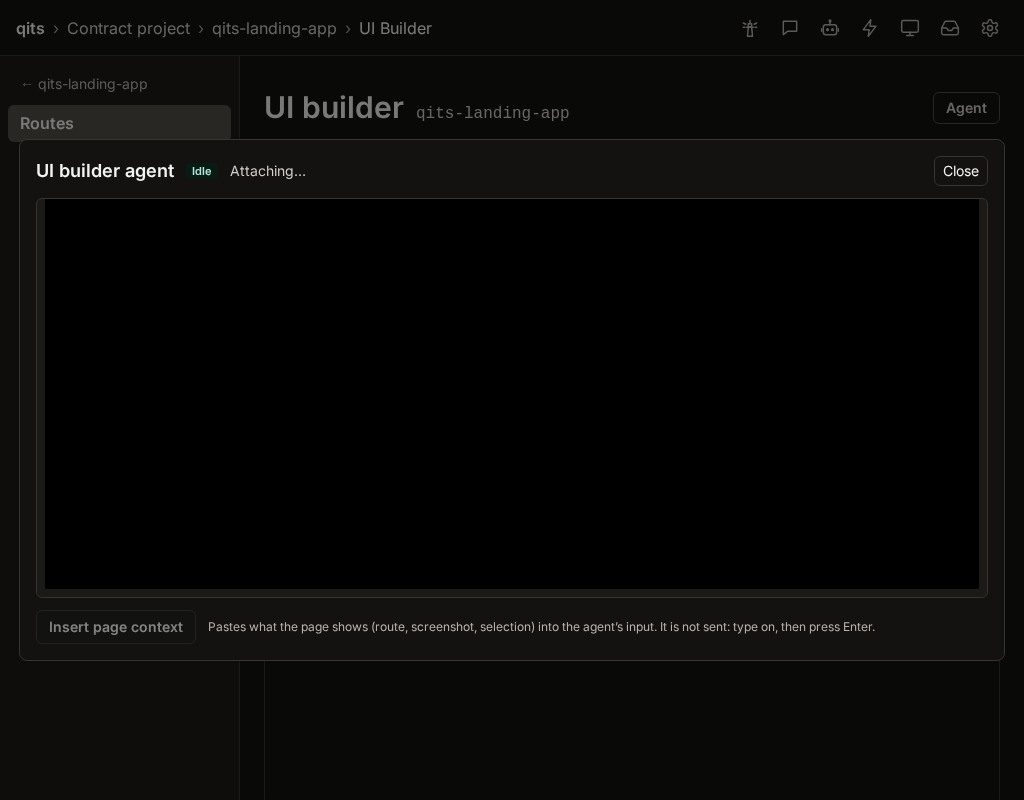 qits › Contract project › qits-landing-app › UI Builder
← qits-landing-app
Routes
UI builder qits-landing-app
Agent
UI builder agent Idle Attaching...
Close
Insert page context
Pastes what the page shows (route, screenshot, selection) into the agent’s input. It is not sent: type on, then press Enter.